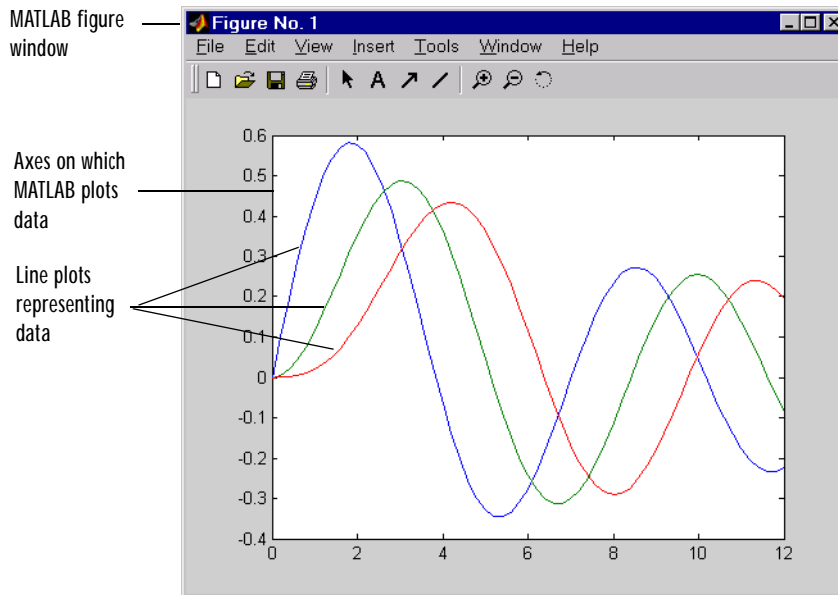 MATLAB figure
window
Figure No. 1
File Edit View Insert Tools Window Help
A
Axes on which
MATLAB plots
data
Line plots
representing
data
0.6
0.5
0.4
0.3
0.2
0.1
0
-0.1
-0.2
-0.3
-0.4
0 2 4 6 8 10 12